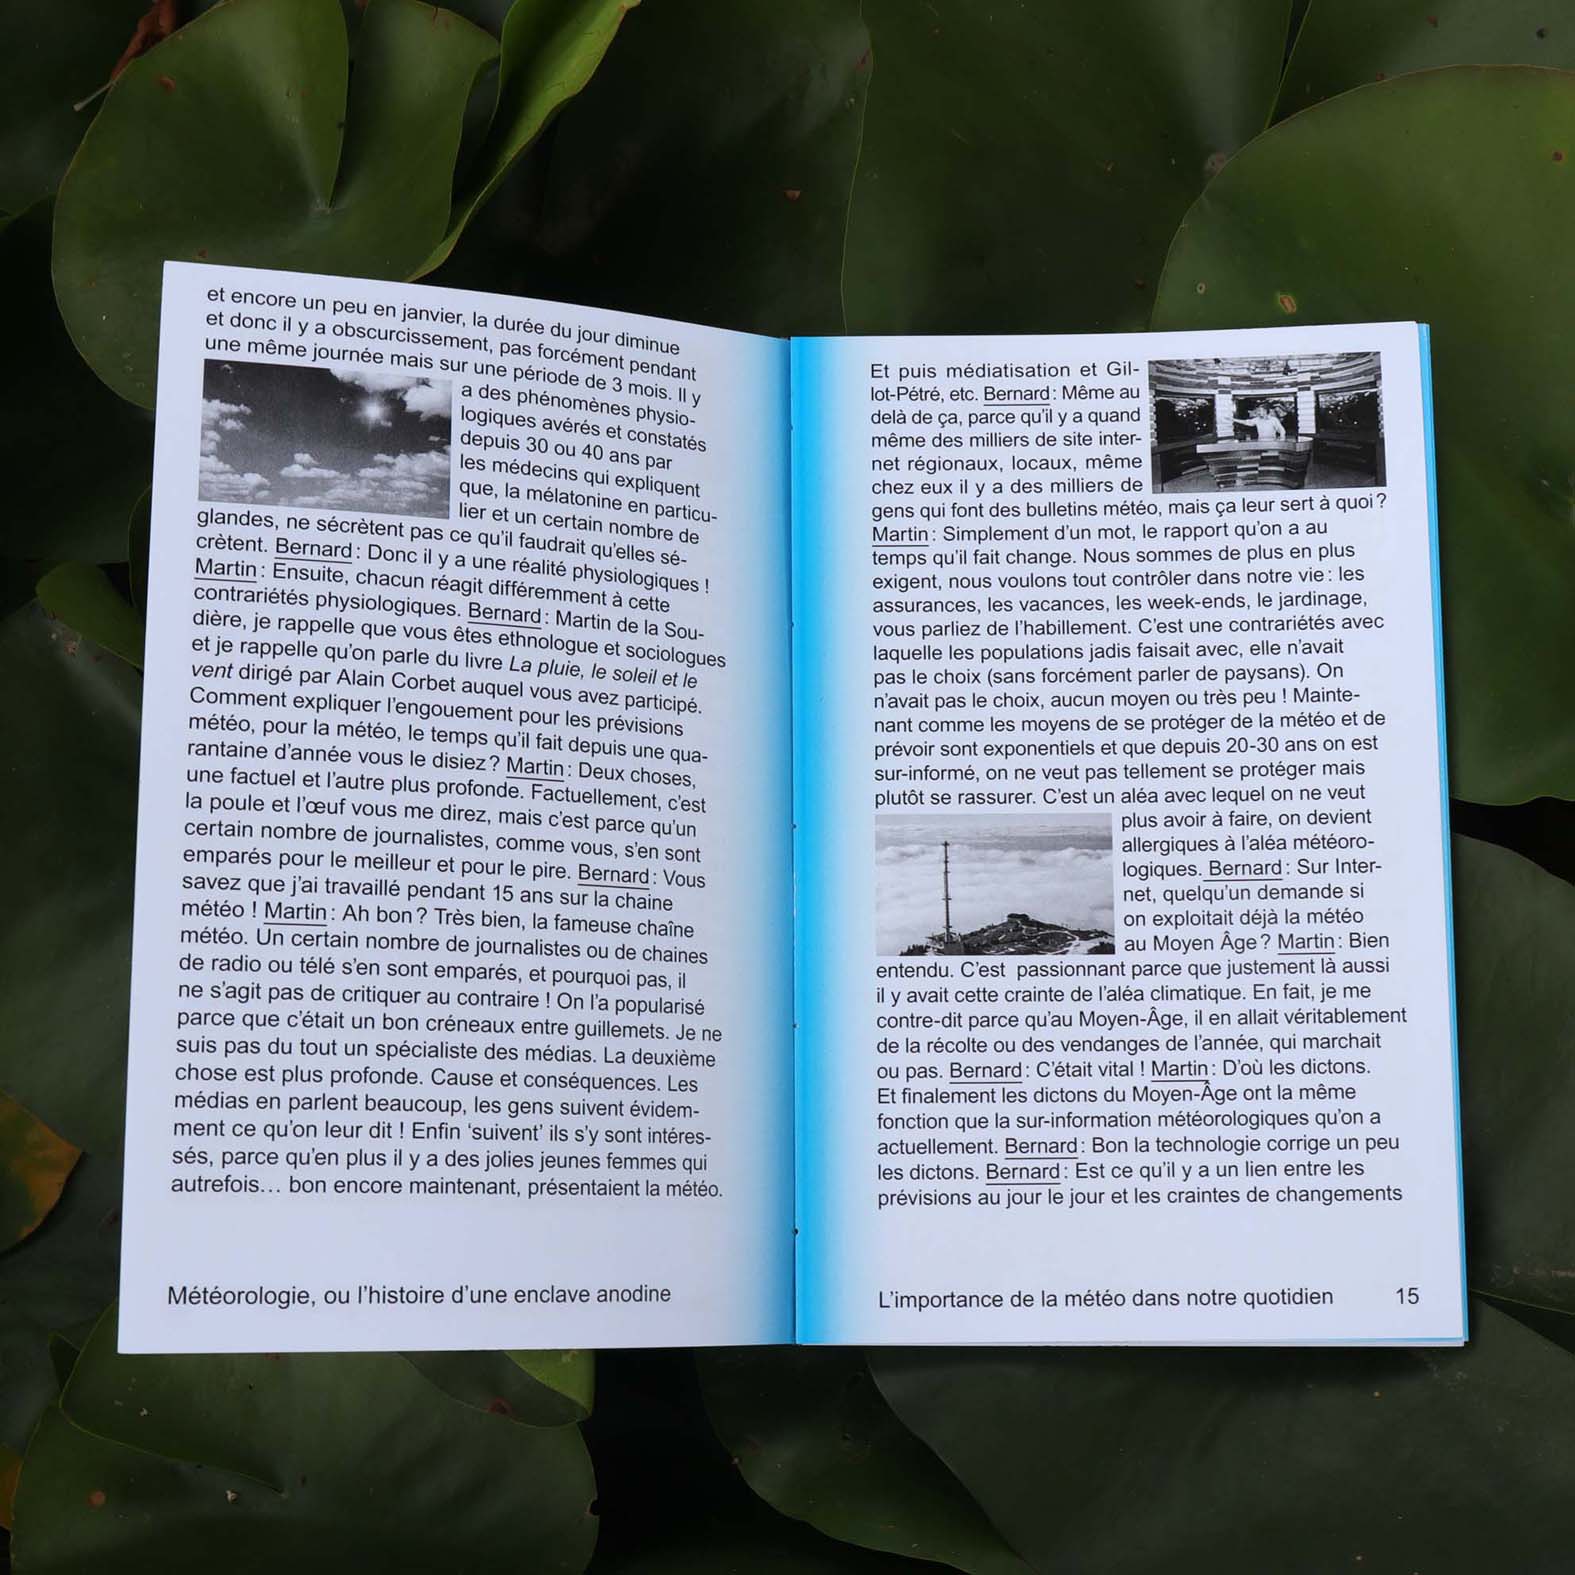 et encore un peu en janvier, la durée du jour diminue
et donc il y a obscurcissement, pas forcément pendant
une même journée mais sur une période de 3 mois. Il y
a des phénomènes physio-
logiques avérés et constatés
depuis 30 ou 40 ans par
les médecins qui expliquent
que, la mélatonine en particu-
lier et un certain nombre de
glandes, ne sécrètent pas ce qu'il faudrait qu'elles sé-
crètent. Bernard : Donc il y a une réalité physiologiques !
Martin : Ensuite, chacun réagit différemment à cette
contrariétés physiologiques. Bernard : Martin de la Sou-
dière, je rappelle que vous êtes ethnologue et sociologues
et je rappelle qu'on parle du livre La pluie, le soleil et le
vent dirigé par Alain Corbet auquel vous avez participé.
Comment expliquer l'engouement pour les prévisions
météo, pour la météo, le temps qu'il fait depuis une qua-
rantaine d'année vous le disiez ? Martin : Deux choses,
une factuel et l'autre plus profonde. Factuellement, c'est
la poule et l'œuf vous me direz, mais c'est parce qu'un
certain nombre de journalistes, comme vous, s'en sont
emparés pour le meilleur et pour le pire. Bernard : Vous
savez que j'ai travaillé pendant 15 ans sur la chaine
météo ! Martin : Ah bon ? Très bien, la fameuse chaîne
météo. Un certain nombre de journalistes ou de chaines
de radio ou télé s'en sont emparés, et pourquoi pas, il
ne s'agit pas de critiquer au contraire ! On l'a popularisé
parce que c'était un bon créneaux entre guillemets. Je ne
suis pas du tout un spécialiste des médias. La deuxième
chose est plus profonde. Cause et conséquences. Les
médias en parlent beaucoup, les gens suivent évidem-
ment ce qu'on leur dit ! Enfin ‘suivent’ ils s'y sont intéres-
sés, parce qu'en plus il y a des jolies jeunes femmes qui
autrefois… bon encore maintenant, présentaient la météo.
Météorologie, ou l'histoire d'une enclave anodine
Et puis médiatisation et Gil-
lot-Pétré, etc. Bernard : Même au
delà de ça, parce qu'il y a quand
même des milliers de site inter-
net régionaux, locaux, même
chez eux il y a des milliers de
gens qui font des bulletins météo, mais ça leur sert à quoi ?
Martin : Simplement d'un mot, le rapport qu'on a au
temps qu'il fait change. Nous sommes de plus en plus
exigent, nous voulons tout contrôler dans notre vie : les
assurances, les vacances, les week-ends, le jardinage,
vous parliez de l'habillement. C'est une contrariétés avec
laquelle les populations jadis faisait avec, elle n'avait
pas le choix (sans forcément parler de paysans). On
n'avait pas le choix, aucun moyen ou très peu ! Mainte-
nant comme les moyens de se protéger de la météo et de
prévoir sont exponentiels et que depuis 20-30 ans on est
sur-informé, on ne veut pas tellement se protéger mais
plutôt se rassurer. C'est un aléa avec lequel on ne veut
plus avoir à faire, on devient
allergiques à l'aléa météoro-
logiques. Bernard : Sur Inter-
net, quelqu'un demande si
on exploitait déjà la météo
au Moyen Âge ? Martin : Bien
entendu. C'est passionnant parce que justement là aussi
il y avait cette crainte de l'aléa climatique. En fait, je me
contre-dit parce qu'au Moyen-Âge, il en allait véritablement
de la récolte ou des vendanges de l'année, qui marchait
ou pas. Bernard : C'était vital ! Martin : D'où les dictons.
Et finalement les dictons du Moyen-Âge ont la même
fonction que la sur-information météorologiques qu'on a
actuellement. Bernard : Bon la technologie corrige un peu
les dictons. Bernard : Est ce qu'il y a un lien entre les
prévisions au jour le jour et les craintes de changements
L'importance de la météo dans notre quotidien 15